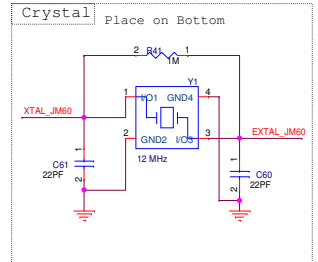 Crystal
Place on Bottom
2 R41 1
1M
Y1
1 I/O1 GND4 4
XTAL_JM60
2 GND2 I/O3 3
EXTAL_JM60
12 MHz
1
C61
22PF
2
1
C60
22PF
2